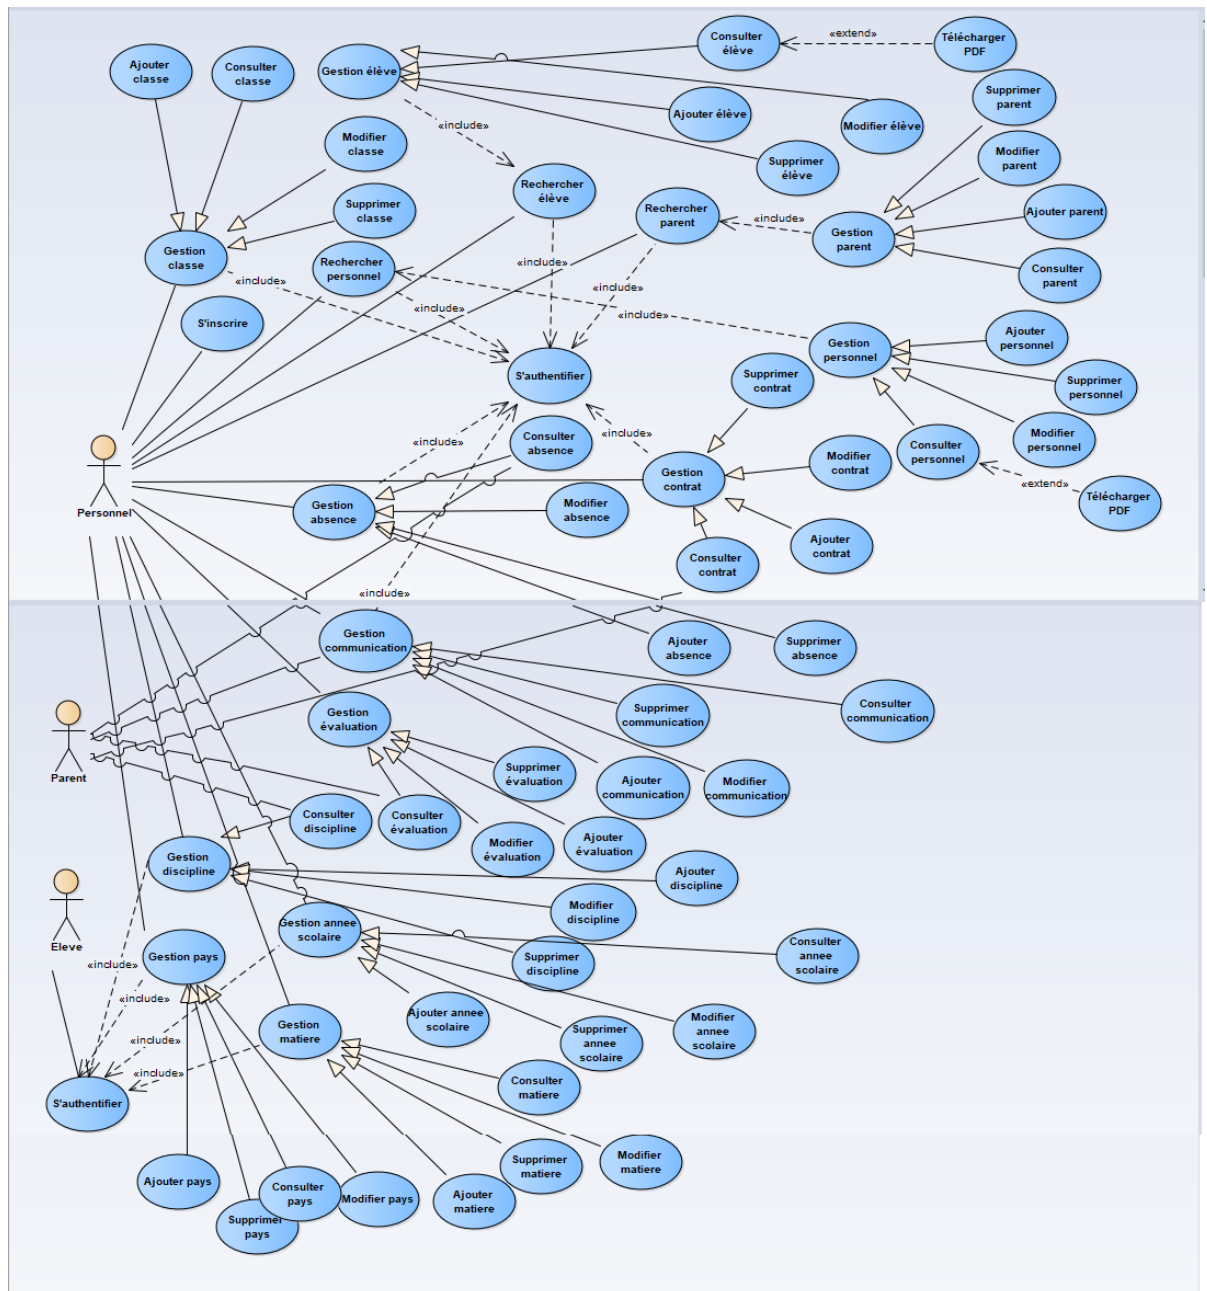 Ajouter
classe
Consulter
classe
Gestion élève
Consulter
élève
«extend»
Télécharger
PDF
Supprimer
parent
Ajouter élève
Modifier élève
«include»
Modifier
classe
Supprimer
élève
Modifier
parent
Rechercher
élève
Supprimer
classe
Rechercher
parent
«include»
Ajouter parent
Gestion
parent
Gestion
classe
Rechercher
personnel
Consulter
parent
«include»
«include»
«include»
«include»
«include»
«include»
S'inscrire
Gestion
personnel
Ajouter
personnel
S'authentifier
Supprimer
contrat
Supprimer
personnel
Consulter
absence
«include»
«include»
Modifier
personnel
Consulter
personnel
Gestion
contrat
Modifier
contrat
«extend»
Télécharger
PDF
Personnel
Gestion
absence
Modifier
absence
Ajouter
contrat
Consulter
contrat
«include»
Gestion
communication
Ajouter
absence
Supprimer
absence
Gestion
évaluation
Supprimer
communication
Consulter
communication
Parent
Supprimer
évaluation
Ajouter
communication
Modifier
communication
Consulter
discipline
Consulter
évaluation
Modifier
évaluation
Ajouter
évaluation
Gestion
discipline
Ajouter
discipline
Eleve
Modifier
discipline
Gestion annee
scolaire
Consulter
annee
scolaire
Gestion pays
«include»
Supprimer
discipline
«include»
Ajouter annee
scolaire
Gestion
matiere
Supprimer
annee
scolaire
Modifier
annee
scolaire
«include»
«include»
S'authentifier
Consulter
matiere
Supprimer
matiere
Modifier
matiere
Ajouter pays
Consulter
pays
Modifier pays
Ajouter
matiere
Supprimer
pays